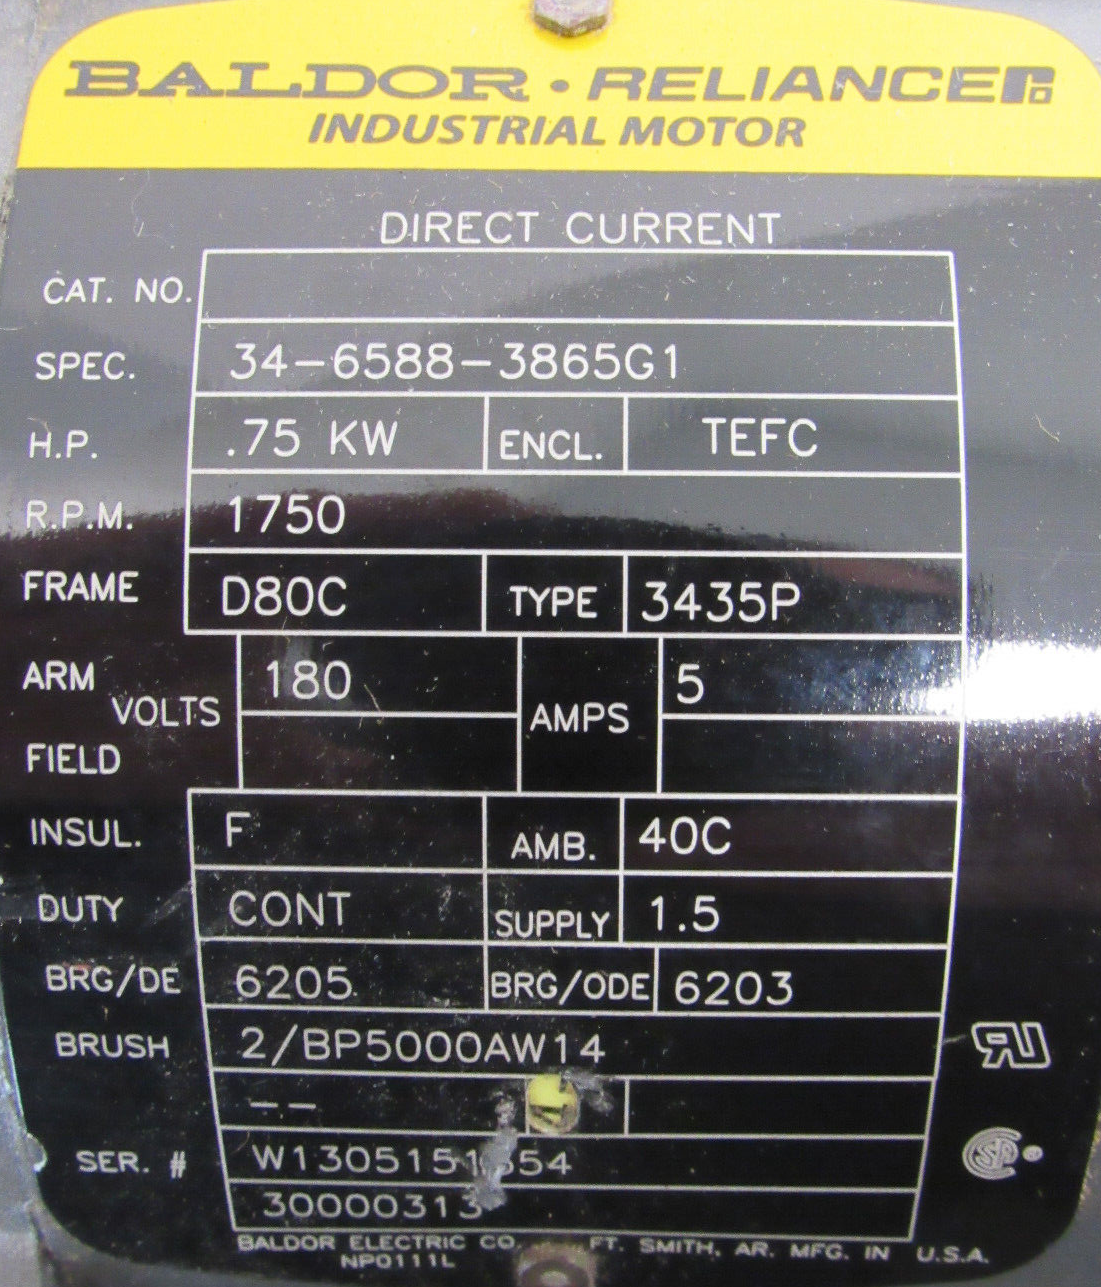 BALDOR • RELIANCE
INDUSTRIAL MOTOR
DIRECT CURRENT
CAT. NO.
SPEC. 34-6588-3865G1
H.P. .75 KW ENCL. TEFC
R.P.M. 1750
FRAME D80C TYPE 3435P
ARM 180 5
VOLTS AMPS
FIELD
INSUL. F AMB. 40C
DUTY CONT SUPPLY 1.5
BRG/DE 6205 BRG/ODE 6203
BRUSH 2/BP5000AW14
--
SER. #
30000313
BALDOR ELECTRIC CO. FT. SMITH, AR. MFG. IN U.S.A.
NP0111L